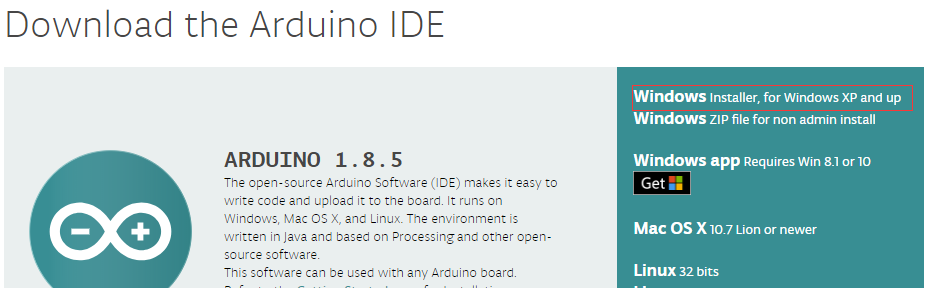 Download the Arduino IDE
ARDUINO 1.8.5
The open-source Arduino Software (IDE) makes it easy to
write code and upload it to the board. It runs on
Windows, Mac OS X, and Linux. The environment is
written in Java and based on Processing and other open-
source software.
This software can be used with any Arduino board.
Windows Installer, for Windows XP and up
Windows ZIP file for non admin install
Windows app Requires Win 8.1 or 10
Get
Mac OS X 10.7 Lion or newer
Linux 32 bits